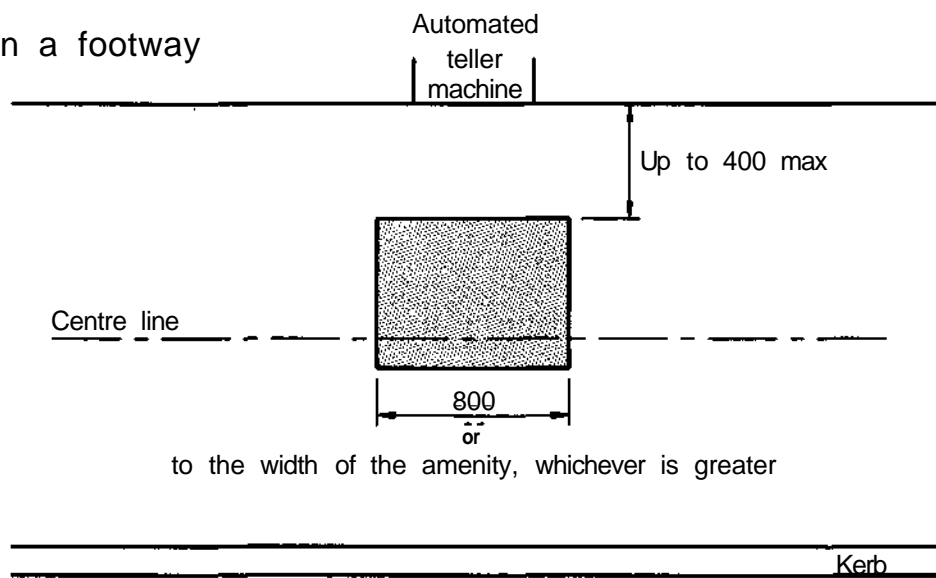 n a footway
Automated
teller
machine
Up to 400 max
Centre line
800
or
to the width of the amenity, whichever is greater
Kerb